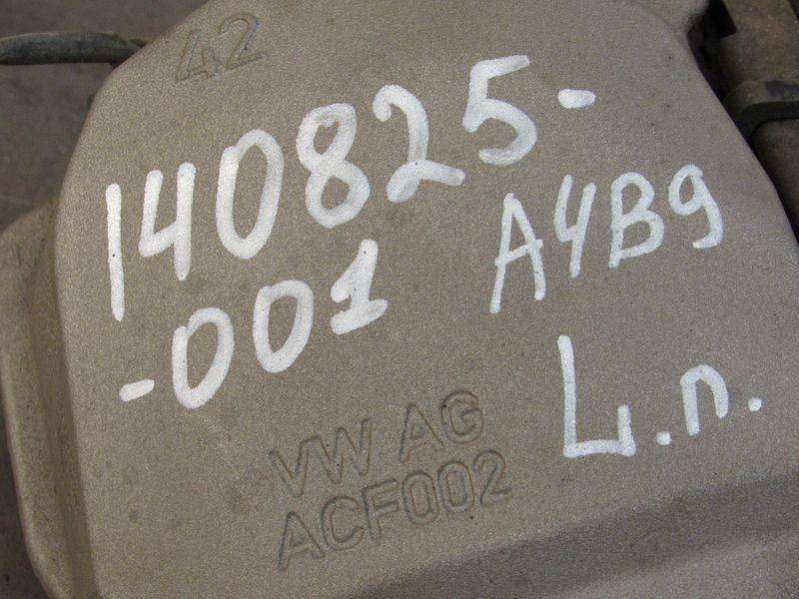 42
140825-
-001 A4B9
L.п.
VW AG
ACF002